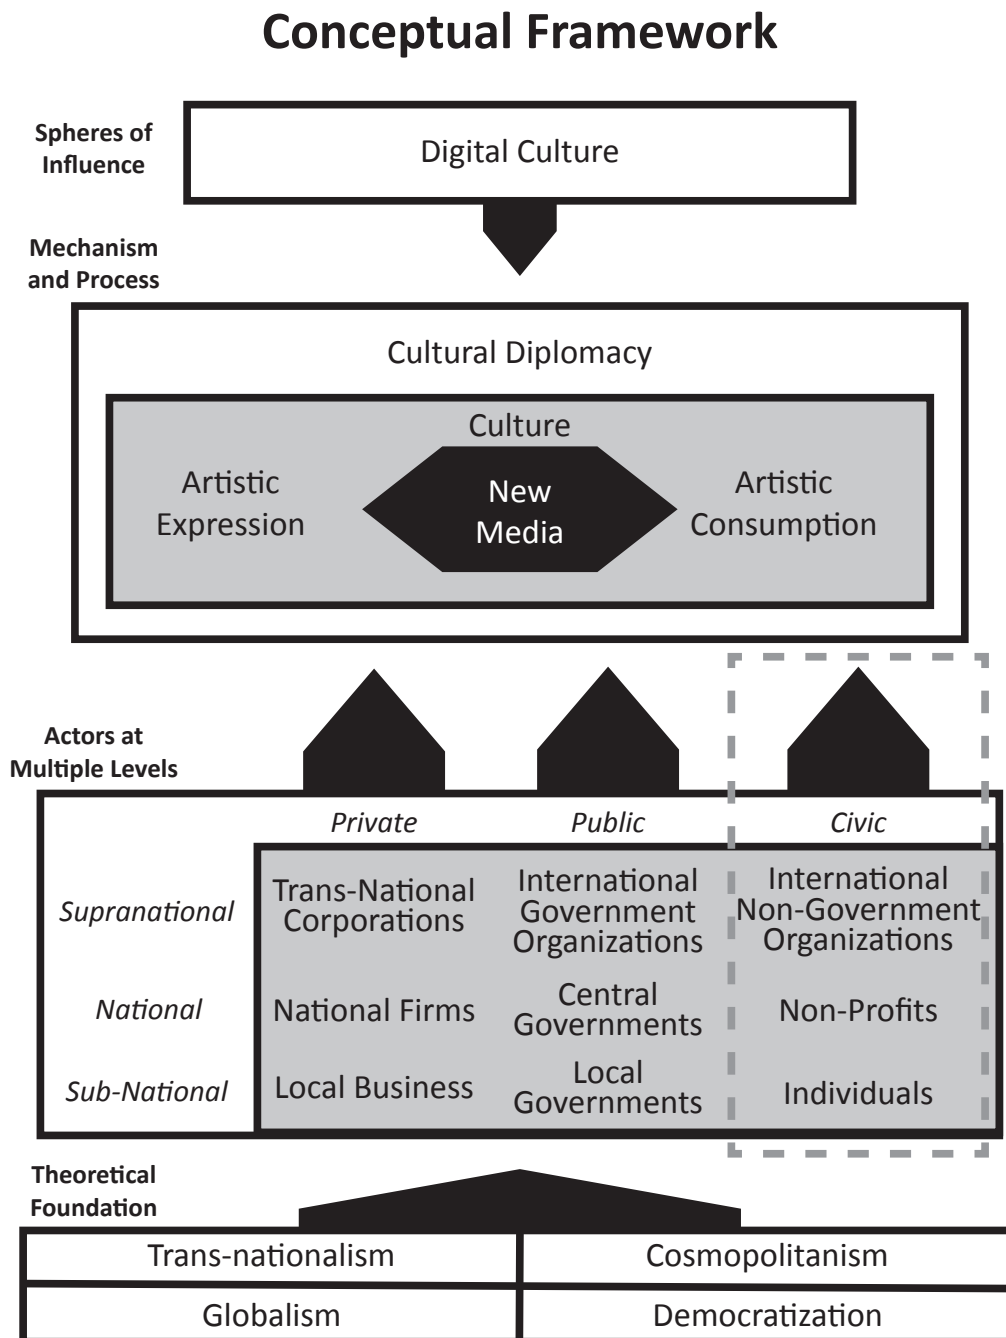 Conceptual Framework
Spheres of
Influence
Digital Culture
Mechanism
and Process
Cultural Diplomacy
Culture
Artistic
Expression
New
Media
Artistic
Consumption
Actors at
Multiple Levels
Private
Public
Civic
Supranational
Trans-National
Corporations
International
Government
Organizations
International
Non-Government
Organizations
National
National Firms
Central
Governments
Non-Profits
Sub-National
Local Business
Local
Governments
Individuals
Theoretical
Foundation
Trans-nationalism
Cosmopolitanism
Globalism
Democratization